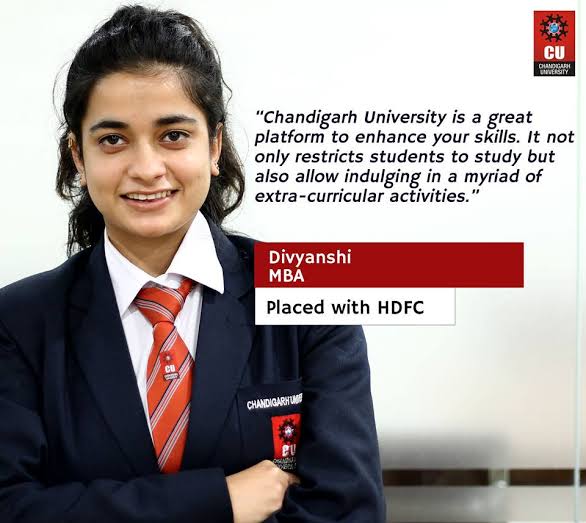 CU
CHANDIGARH
UNIVERSITY
"Chandigarh University is a great
platform to enhance your skills. It not
only restricts students to study but
also allow indulging in a myriad of
extra-curricular activities."
Divyanshi
MBA
Placed with HDFC
CU
CHANDIGARH
CU